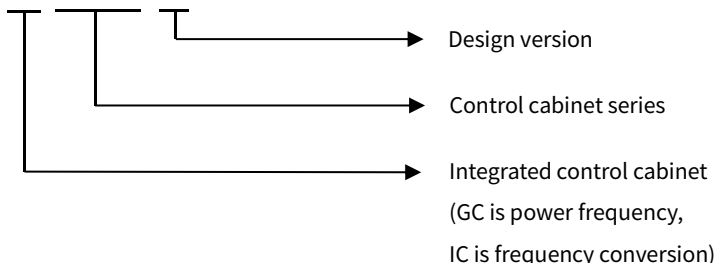 Design version
Control cabinet series
Integrated control cabinet
(GC is power frequency,
IC is frequency conversion)